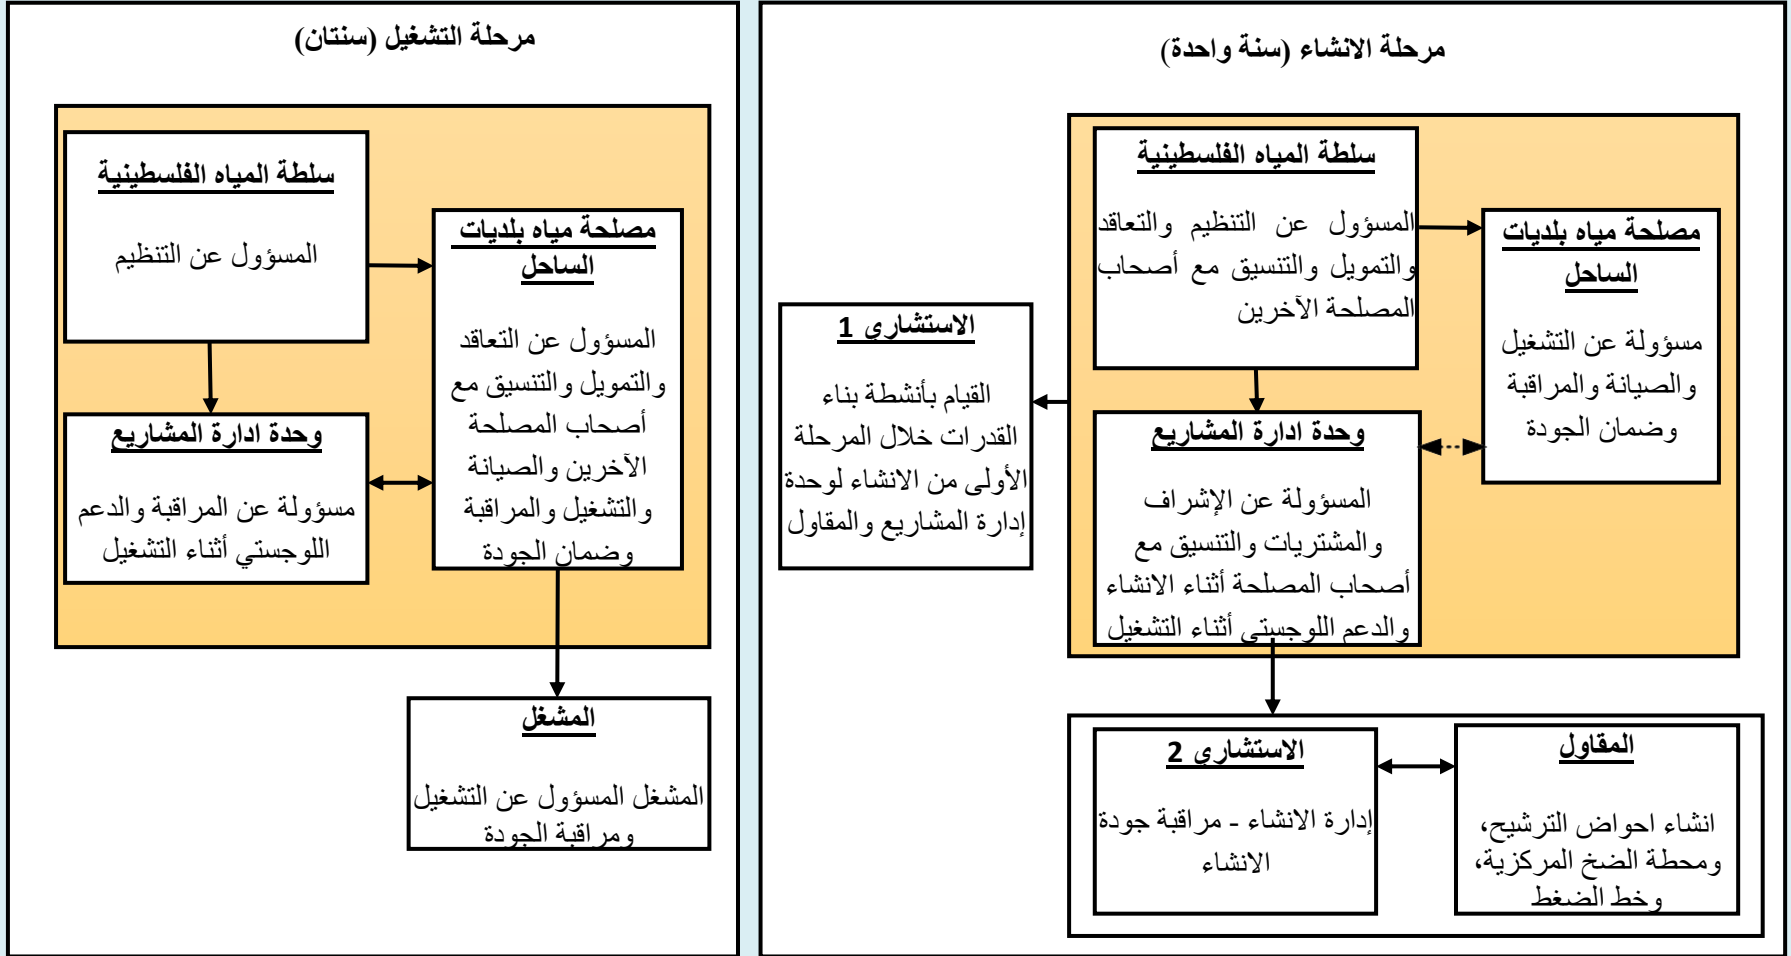 مرحلة الانشاء (سنة واحدة)
سلطة المياه الفلسطينية
المسؤول عن التنظيم والتعاقد
والتمويل والتنسيق مع أصحاب
المصلحة الآخرين
مصلحة مياه بلديات
الساحل
مسؤولة عن التشغيل
والصيانة والمراقبة
وضمان الجودة
الاستشاري 1
القيام بأنشطة بناء
القدرات خلال المرحلة
الأولى من الانشاء لوحدة
إدارة المشاريع والمقاول
وحدة ادارة المشاريع
المسؤولة عن الإشراف
والمشتريات والتنسيق مع
أصحاب المصلحة أثناء الانشاء
والدعم اللوجستي أثناء التشغيل
المقاول
انشاء احواض الترشيح،
ومحطة الضخ المركزية،
وخط الضغط
الاستشاري 2
إدارة الانشاء - مراقبة جودة
الانشاء
مرحلة التشغيل (سنتان)
سلطة المياه الفلسطينية
المسؤول عن التنظيم
مصلحة مياه بلديات
الساحل
المسؤول عن التعاقد
والتمويل والتنسيق مع
أصحاب المصلحة
الآخرين والصيانة
والتشغيل والمراقبة
وضمان الجودة
وحدة ادارة المشاريع
مسؤولة عن المراقبة والدعم
اللوجستي أثناء التشغيل
المشغل
المشغل المسؤول عن التشغيل
ومراقبة الجودة